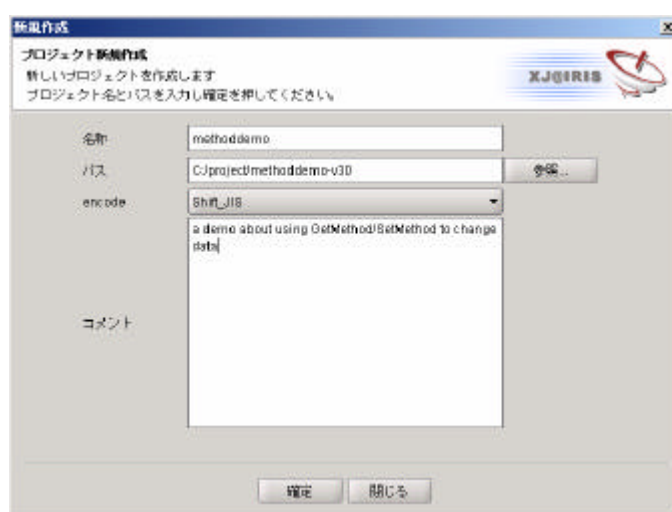 新規作成
プロジェクト新規作成
新しいプロジェクトを作成します
プロジェクト名とパスを入力し確定を押してください。
XJ@IRIS
名称
methoddemo
パス
C:/project/methoddemo-v30
参照...
encode
Shift_JIS
a demo about using GetMethod/SetMethod to change
data
コメント
確定
閉じる